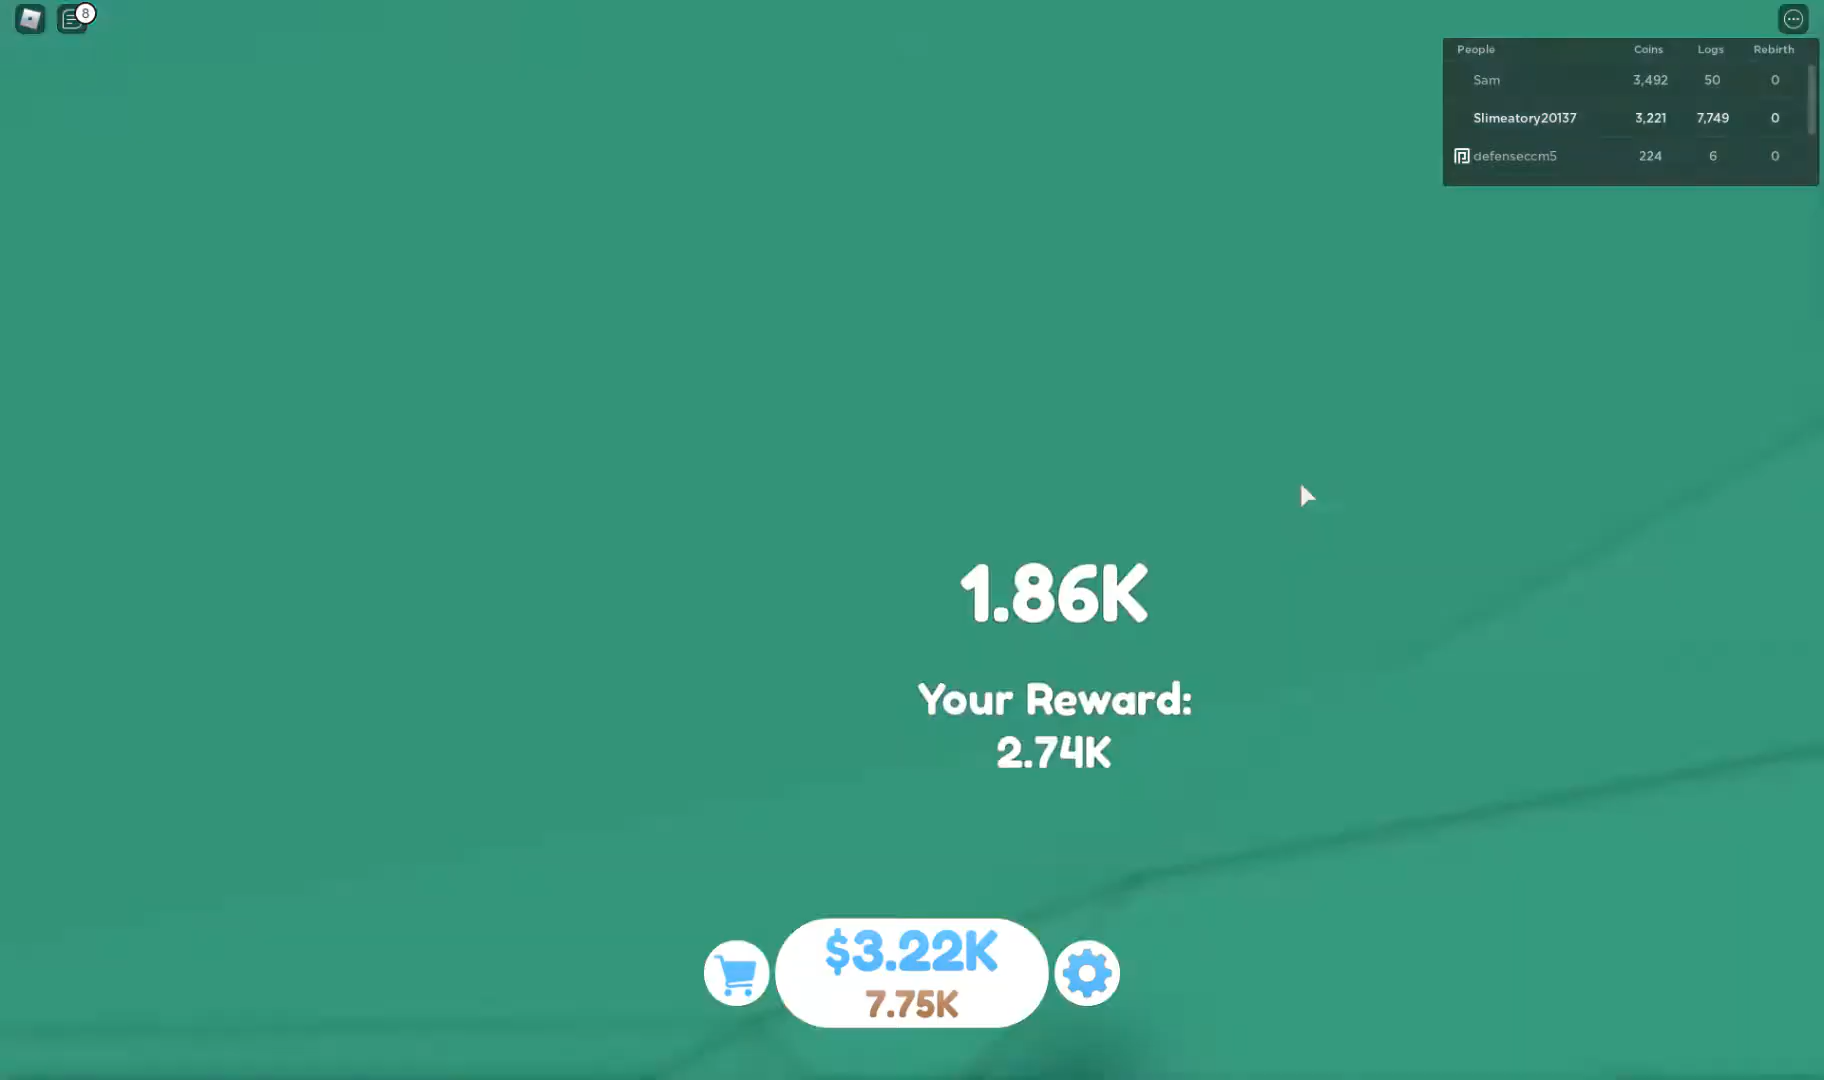 8
People Coins Logs Rebirth
Sam 3,492 50 0
Slimeatory20137 3,221 7,749 0
defenseccm5 224 6 0
1.86K
Your Reward:
2.74K
$3.22K
7.75K